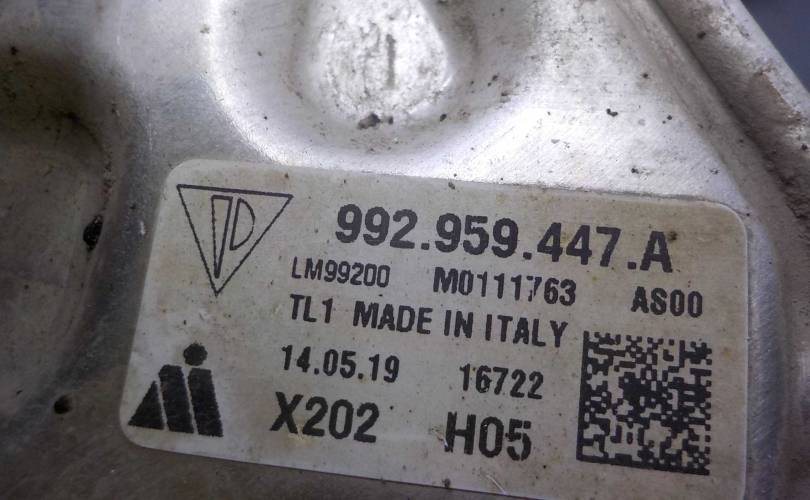 992.959.447.A
LM99200 M0111763 AS00
TL1 MADE IN ITALY
14.05.19 16722
X202 H05